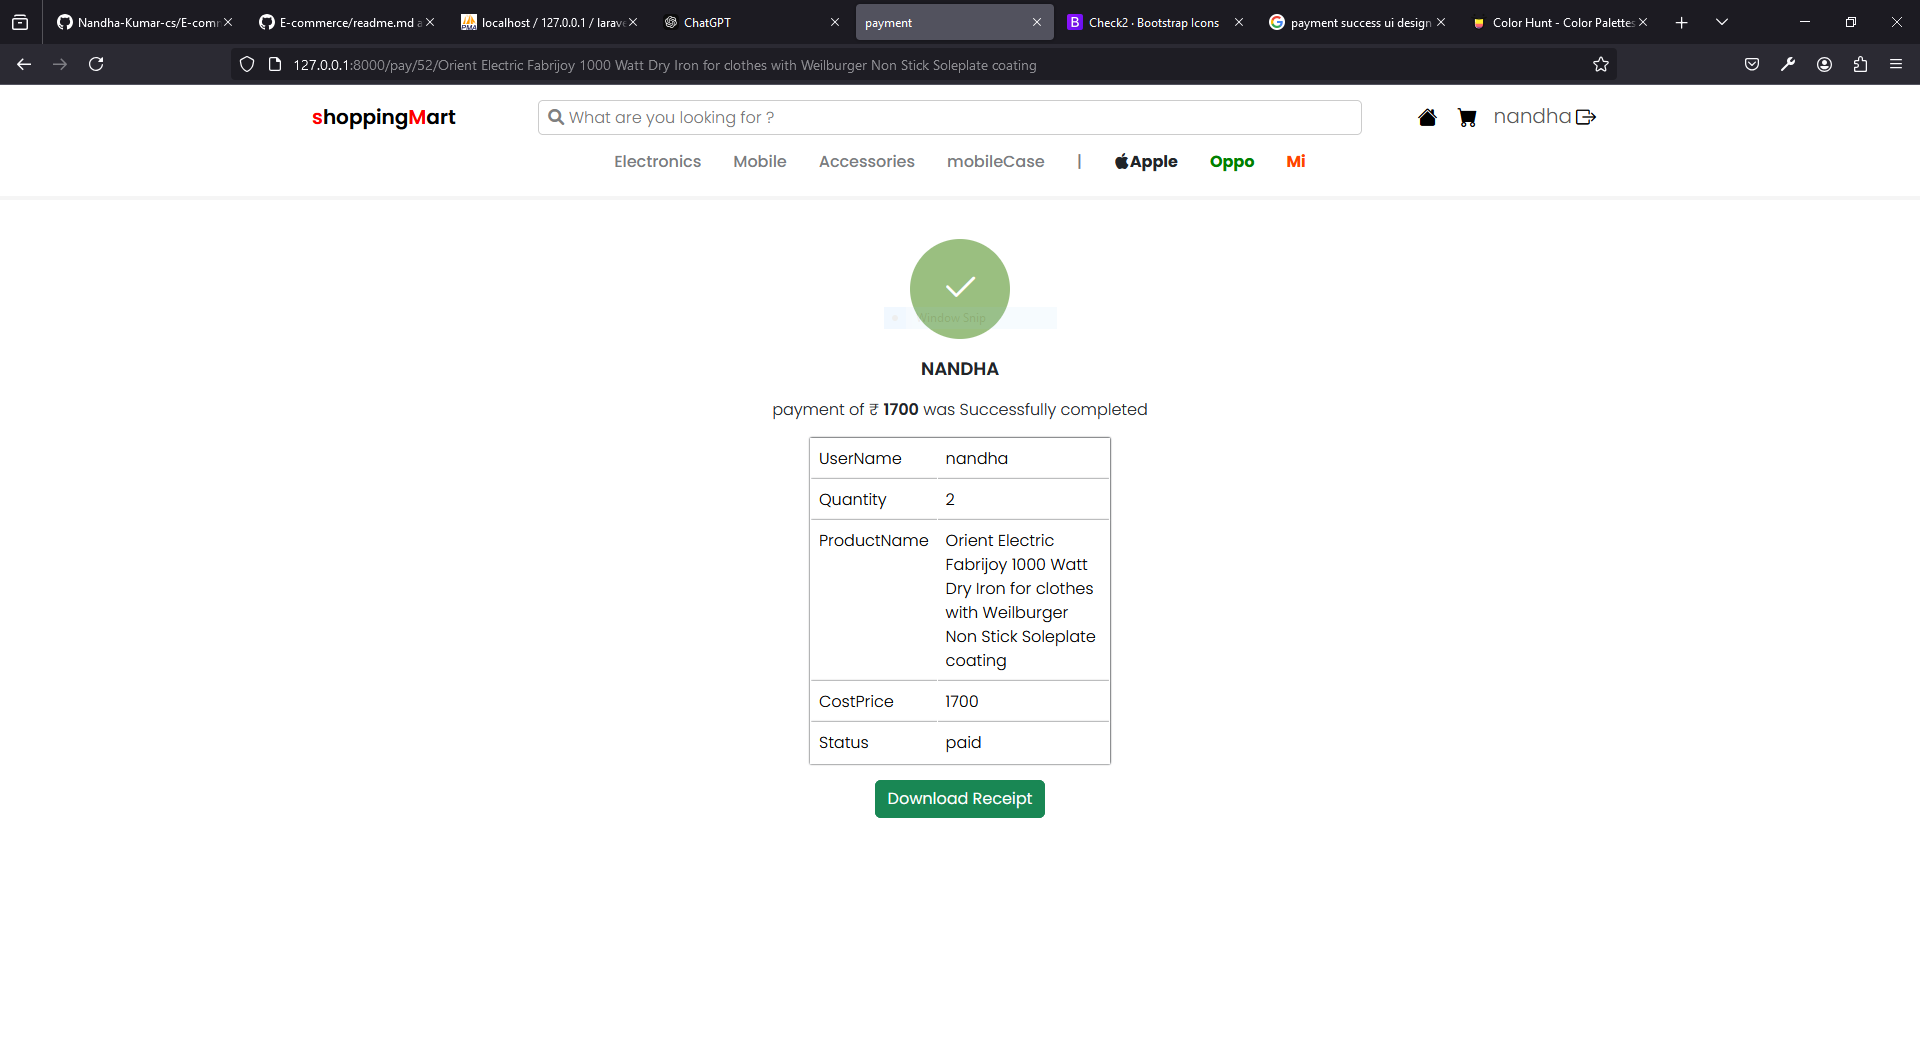 Nandha-Kumar-cs/E-comm
E-commerce/readme.md a
localhost / 127.0.0.1 / larave
ChatGPT
payment
Check2 · Bootstrap Icons
payment success ui design
Color Hunt - Color Palettes
127.0.0.1:8000/pay/52/Orient Electric Fabrijoy 1000 Watt Dry Iron for clothes with Weilburger Non Stick Soleplate coating
shoppingMart
What are you looking for ?
nandha
Electronics Mobile Accessories mobileCase | Apple Oppo Mi
Window Snip
NANDHA
payment of ₹ 1700 was Successfully completed
UserName nandha
Quantity 2
ProductName Orient Electric
Fabrijoy 1000 Watt
Dry Iron for clothes
with Weilburger
Non Stick Soleplate
coating
CostPrice 1700
Status paid
Download Receipt